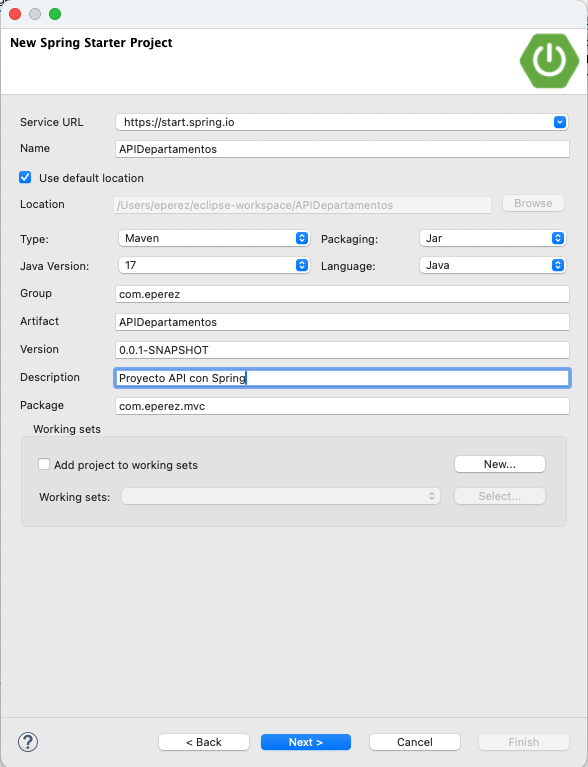 New Spring Starter Project
Service URL https://start.spring.io
Name APIDepartamentos
Use default location
Location /Users/eperez/eclipse-workspace/APIDepartamentos Browse
Type: Maven Packaging: Jar
Java Version: 17 Language: Java
Group com.eperez
Artifact APIDepartamentos
Version 0.0.1-SNAPSHOT
Description Proyecto API con Spring
Package com.eperez.mvc
Working sets
Add project to working sets New...
Working sets: Select...
? < Back Next > Cancel Finish